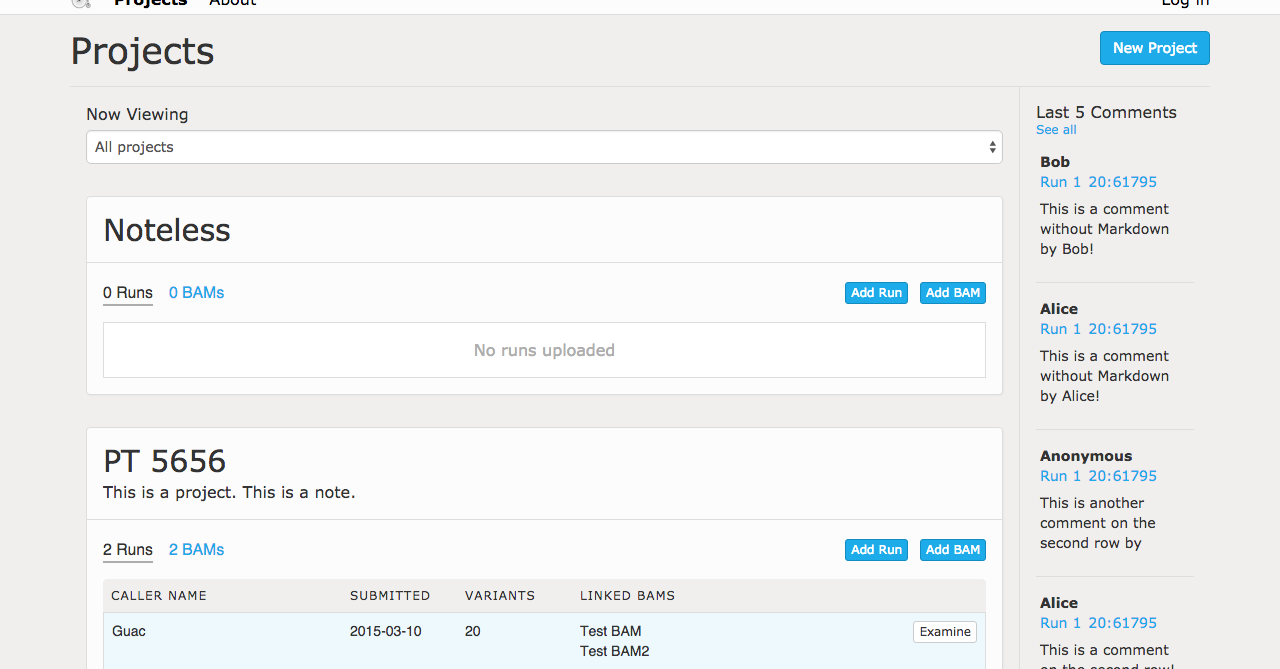 Projects About Log In
Projects
New Project
Now Viewing
All projects
Noteless
0 Runs 0 BAMs Add Run Add BAM
No runs uploaded
PT 5656
This is a project. This is a note.
2 Runs 2 BAMs Add Run Add BAM
CALLER NAME SUBMITTED VARIANTS LINKED BAMS
Guac 2015-03-10 20 Test BAM Examine
Test BAM2
Last 5 Comments
See all
Bob
Run 1 20:61795
This is a comment
without Markdown
by Bob!
Alice
Run 1 20:61795
This is a comment
without Markdown
by Alice!
Anonymous
Run 1 20:61795
This is another
comment on the
second row by
Alice
Run 1 20:61795
This is a comment
on the second row!